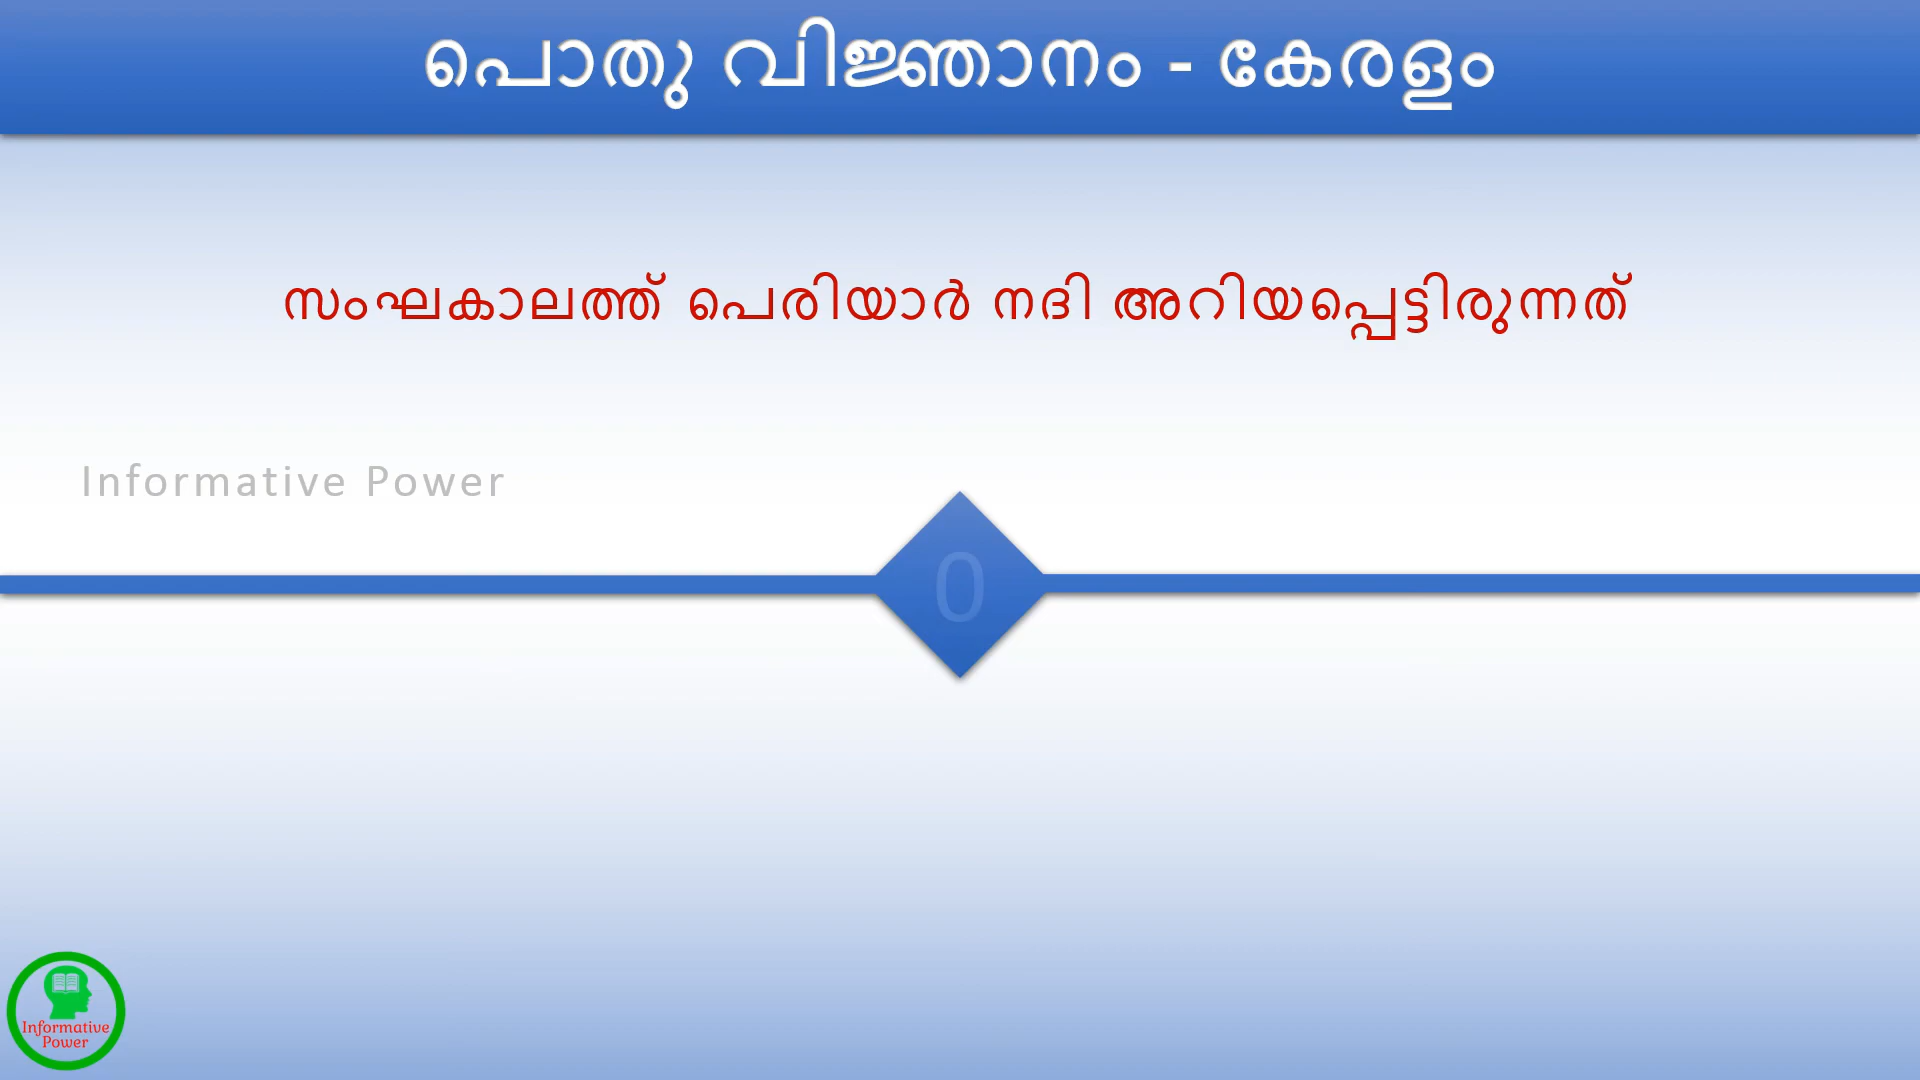 പൊതു വിജ്ഞാനം - കേരളം
സംഘകാലത്ത് പെരിയാർ നദി അറിയപ്പെട്ടിരുന്നത്
Informative Power
0
Informative
Power